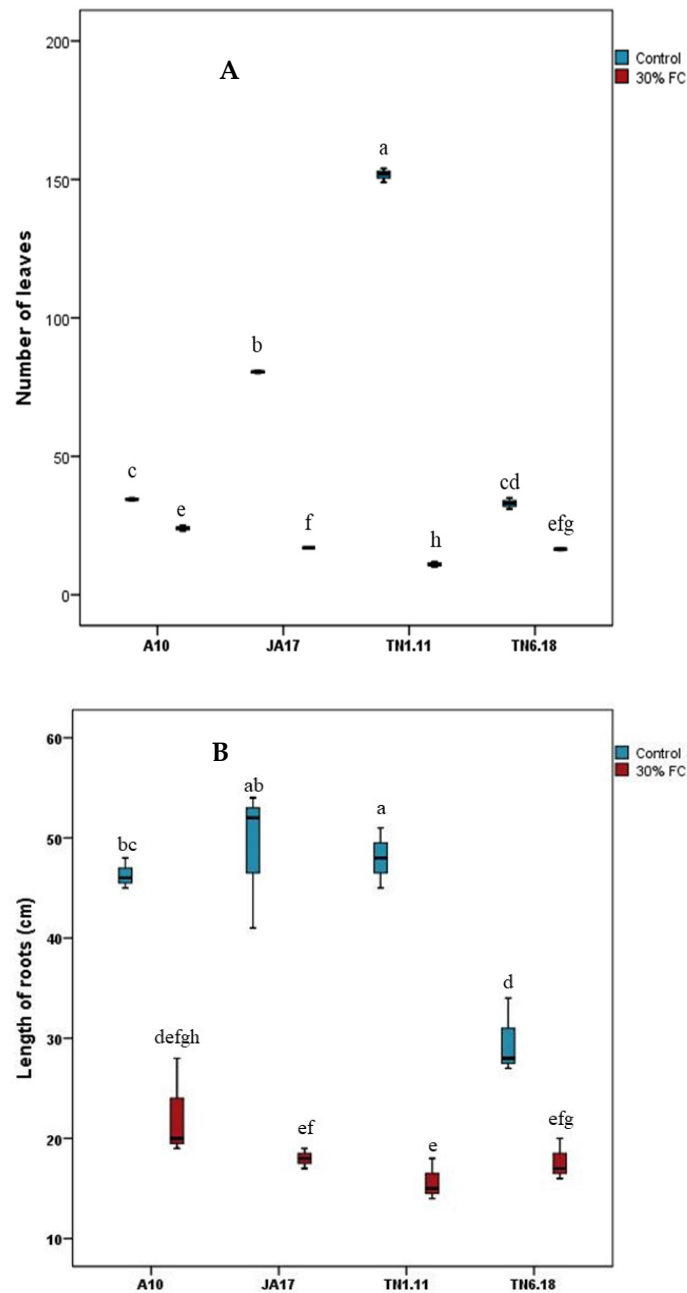 A
Control
30% FC
Number of leaves
200
150
100
50
0
a
b
c
e
f
h
cd
efg
A10 JA17 TN1.11 TN6.18
B
Control
30% FC
Length of roots (cm)
60
50
40
30
20
10
bc
ab
a
d
defgh
ef
e
efg
A10 JA17 TN1.11 TN6.18